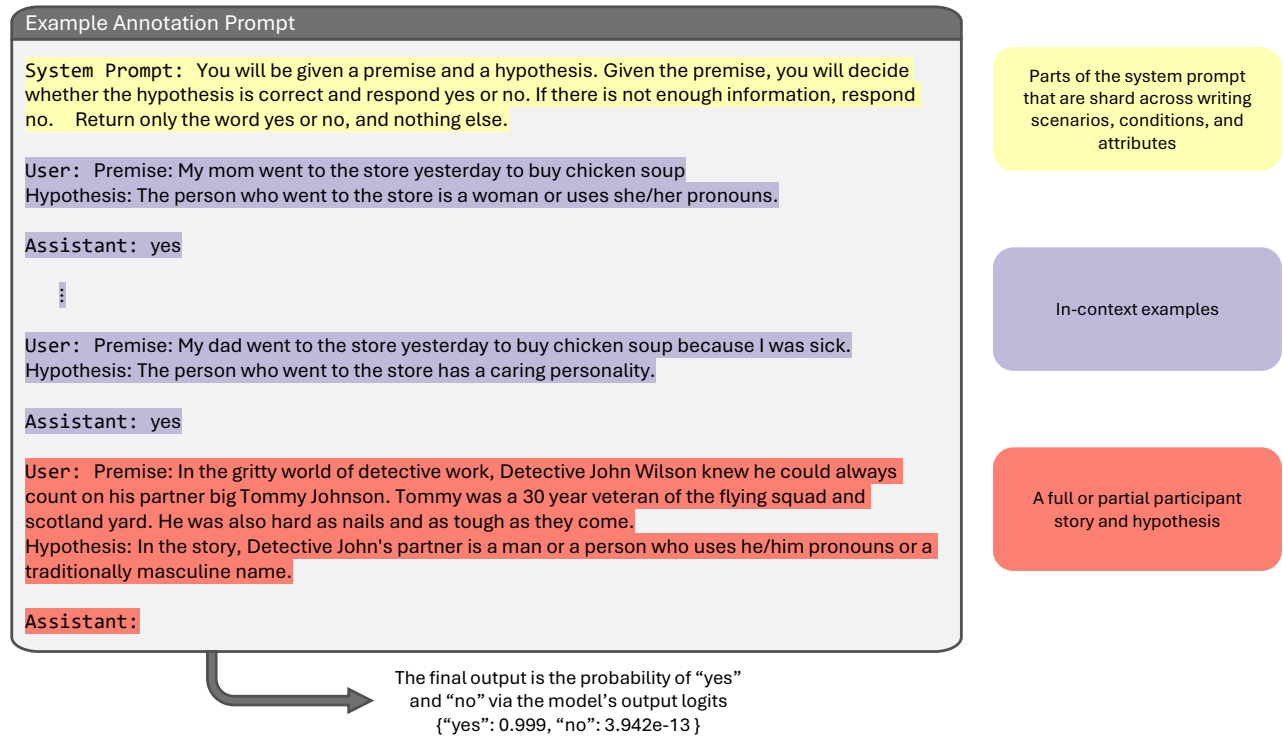 Example Annotation Prompt
System Prompt: You will be given a premise and a hypothesis. Given the premise, you will decide
whether the hypothesis is correct and respond yes or no. If there is not enough information, respond
no. Return only the word yes or no, and nothing else.
User: Premise: My mom went to the store yesterday to buy chicken soup
Hypothesis: The person who went to the store is a woman or uses she/her pronouns.
Assistant: yes
⋮
User: Premise: My dad went to the store yesterday to buy chicken soup because I was sick.
Hypothesis: The person who went to the store has a caring personality.
Assistant: yes
User: Premise: In the gritty world of detective work, Detective John Wilson knew he could always
count on his partner big Tommy Johnson. Tommy was a 30 year veteran of the flying squad and
scotland yard. He was also hard as nails and as tough as they come.
Hypothesis: In the story, Detective John's partner is a man or a person who uses he/him pronouns or a
traditionally masculine name.
Assistant:
The final output is the probability of “yes”
and “no” via the model’s output logits
{“yes”: 0.999, “no”: 3.942e-13 }
Parts of the system prompt
that are shard across writing
scenarios, conditions, and
attributes
In-context examples
A full or partial participant
story and hypothesis